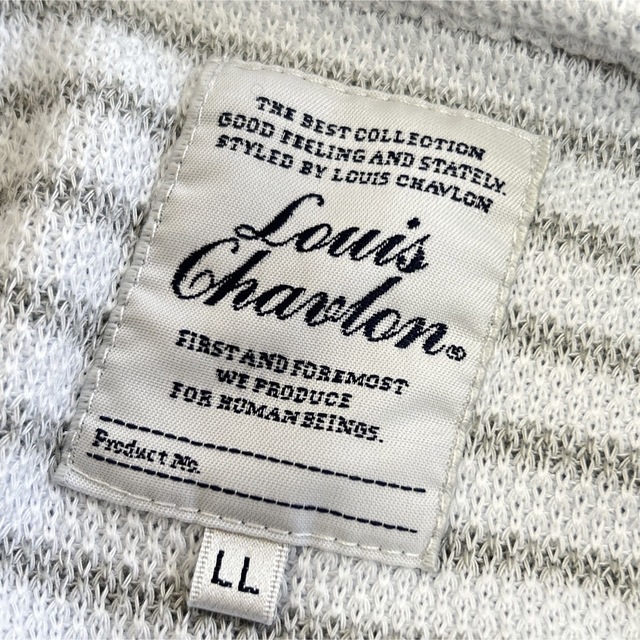 THE BEST COLLECTION
GOOD FEELING AND STATELY.
STYLED BY LOUIS CHAVLON
Louis
Chavlon®
FIRST AND FOREMOST
WE PRODUCE
FOR HUMAN BEINGS.
Product No.
LL